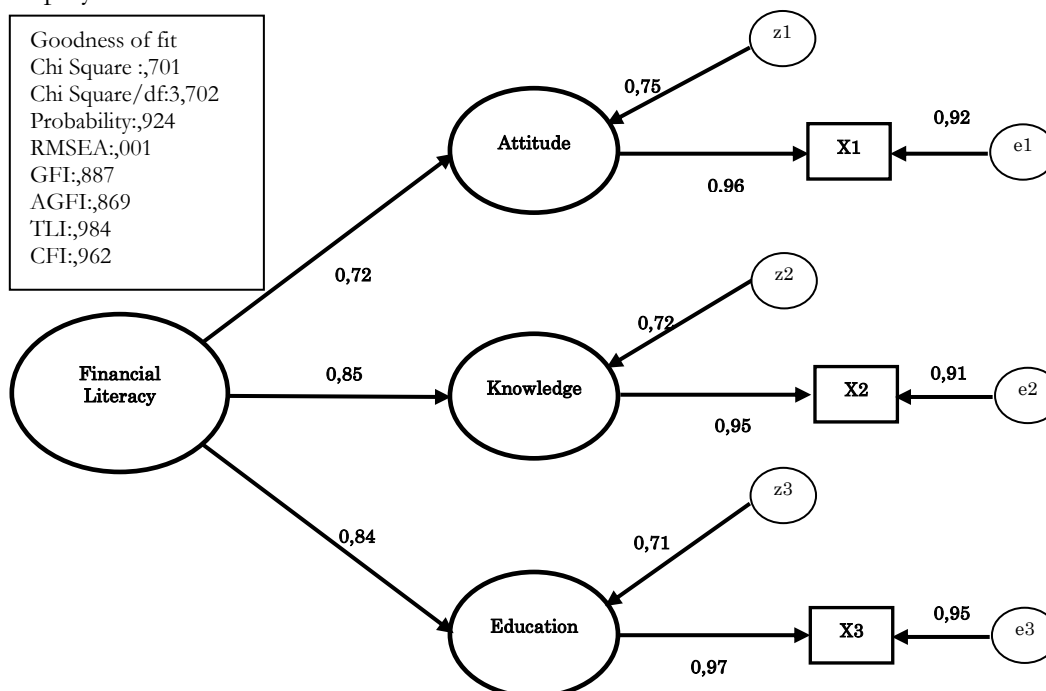 Goodness of fit
Chi Square :,701
Chi Square/df:3,702
Probability:,924
RMSEA:,001
GFI:,887
AGFI:,869
TLI:,984
CFI:,962
z1
0,75
0,92
Attitude
X1
e1
0.96
0,72
z2
0,72
Financial
Literacy
0,85
Knowledge
X2
0,91
e2
0,95
z3
0,84
0,71
Education
X3
0,95
e3
0,97